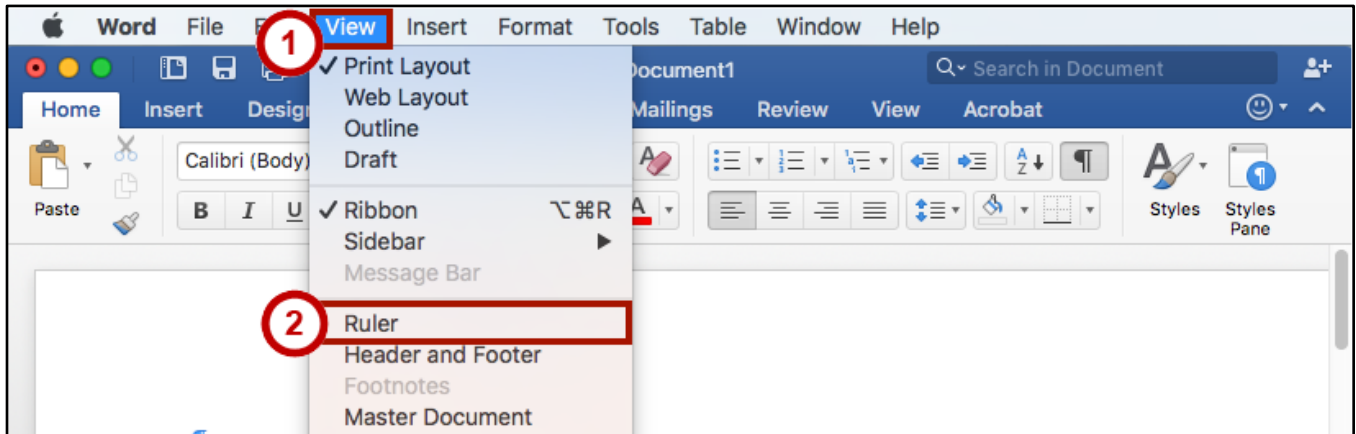 Word File View Insert Format Tools Table Window Help
1
Print Layout
Document1
Search in Document
Web Layout
Home Insert Mailings Review View Acrobat
Outline
Draft
Calibri (Body)
Paste
B I U
Ribbon ⌥⌘R
Styles Styles Pane
Sidebar
Message Bar
2
Ruler
Header and Footer
Footnotes
Master Document